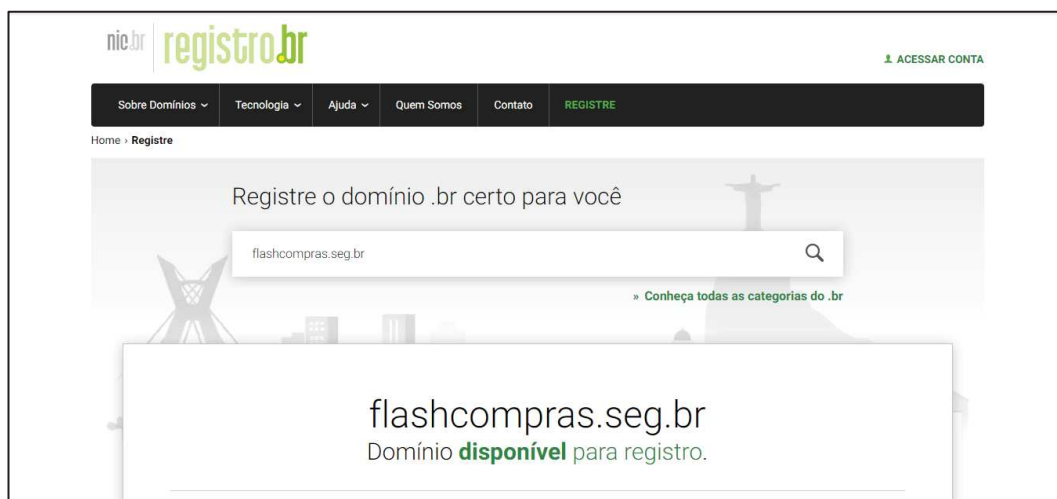 nic.br registro.br
ACESSAR CONTA
Sobre Domínios Tecnologia Ajuda Quem Somos Contato REGISTRE
Home › Registre
Registre o domínio .br certo para você
flashcompras.seg.br
» Conheça todas as categorias do .br
flashcompras.seg.br
Domínio disponível para registro.